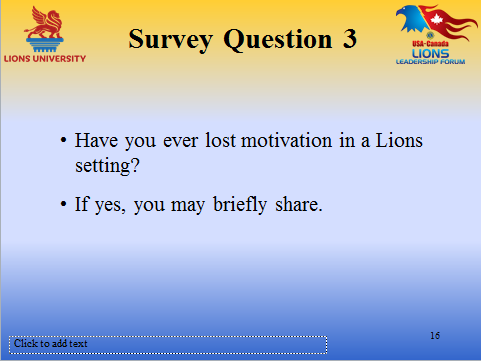 Survey Question 3
LIONS UNIVERSITY
USA-Canada
LIONS
LEADERSHIP FORUM
• Have you ever lost motivation in a Lions
setting?
• If yes, you may briefly share.
16
Click to add text